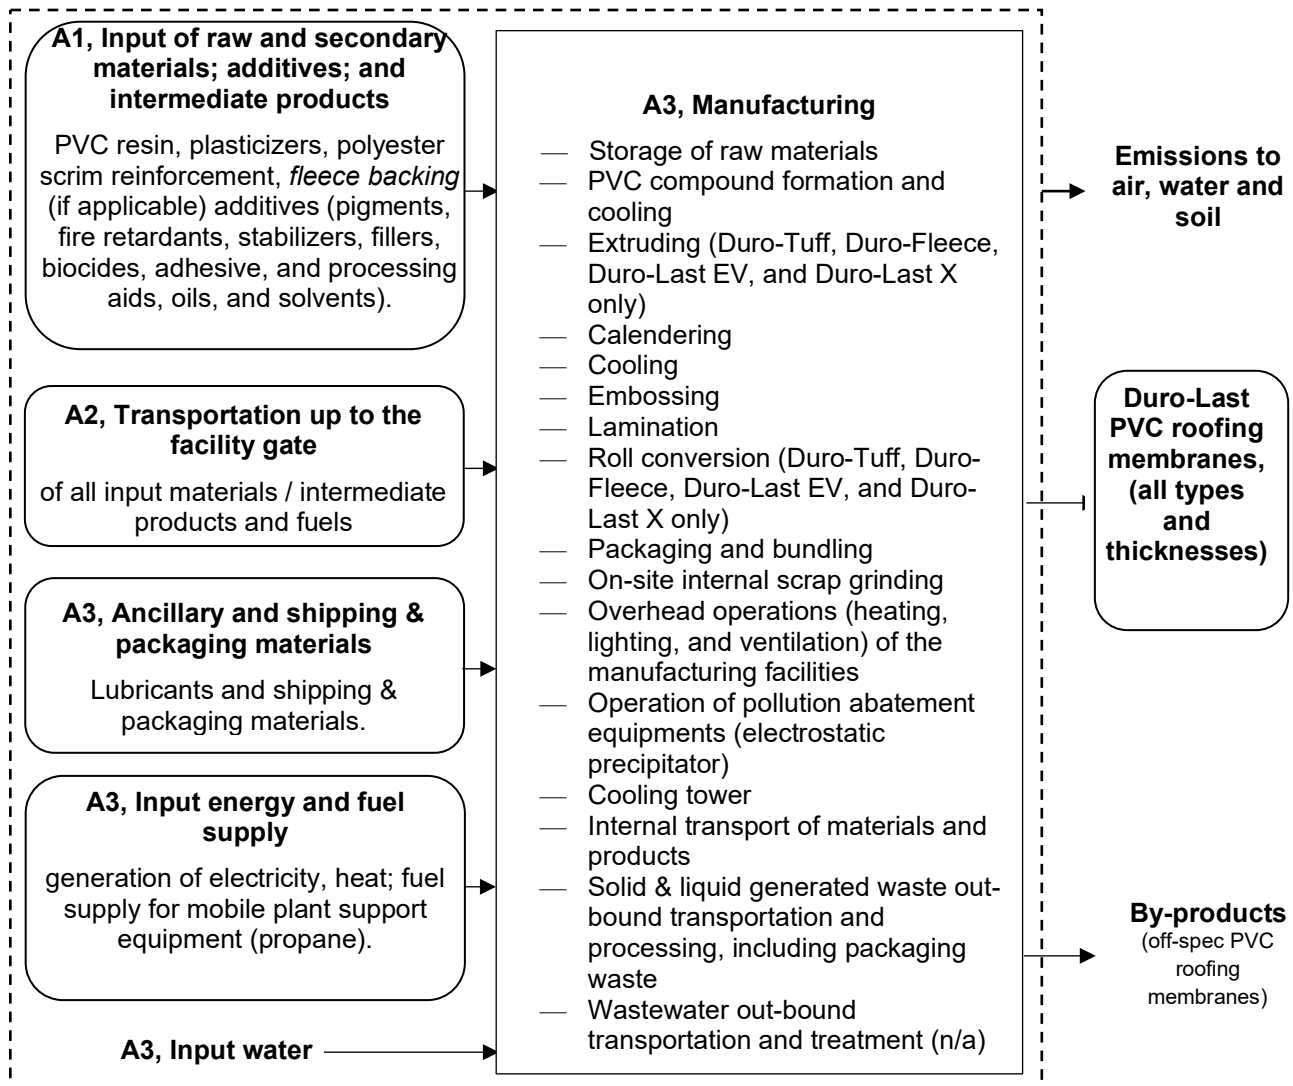 A1, Input of raw and secondary
materials; additives; and
intermediate products
PVC resin, plasticizers, polyester
scrim reinforcement, fleece backing
(if applicable) additives (pigments,
fire retardants, stabilizers, fillers,
biocides, adhesive, and processing
aids, oils, and solvents).
A2, Transportation up to the
facility gate
of all input materials / intermediate
products and fuels
A3, Ancillary and shipping &
packaging materials
Lubricants and shipping &
packaging materials.
A3, Input energy and fuel
supply
generation of electricity, heat; fuel
supply for mobile plant support
equipment (propane).
A3, Input water
A3, Manufacturing
— Storage of raw materials
— PVC compound formation and
cooling
— Extruding (Duro-Tuff, Duro-Fleece,
Duro-Last EV, and Duro-Last X
only)
— Calendering
— Cooling
— Embossing
— Lamination
— Roll conversion (Duro-Tuff, Duro-
Fleece, Duro-Last EV, and Duro-
Last X only)
— Packaging and bundling
— On-site internal scrap grinding
— Overhead operations (heating,
lighting, and ventilation) of the
manufacturing facilities
— Operation of pollution abatement
equipments (electrostatic
precipitator)
— Cooling tower
— Internal transport of materials and
products
— Solid & liquid generated waste out-
bound transportation and
processing, including packaging
waste
— Wastewater out-bound
transportation and treatment (n/a)
Emissions to
air, water and
soil
Duro-Last
PVC roofing
membranes,
(all types
and
thicknesses)
By-products
(off-spec PVC
roofing
membranes)